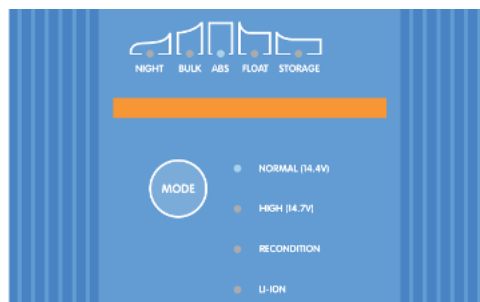 NIGHT BULK ABS FLOAT STORAGE
MODE
NORMAL (14.4V)
HIGH (14.7V)
RECONDITION
LI-ION